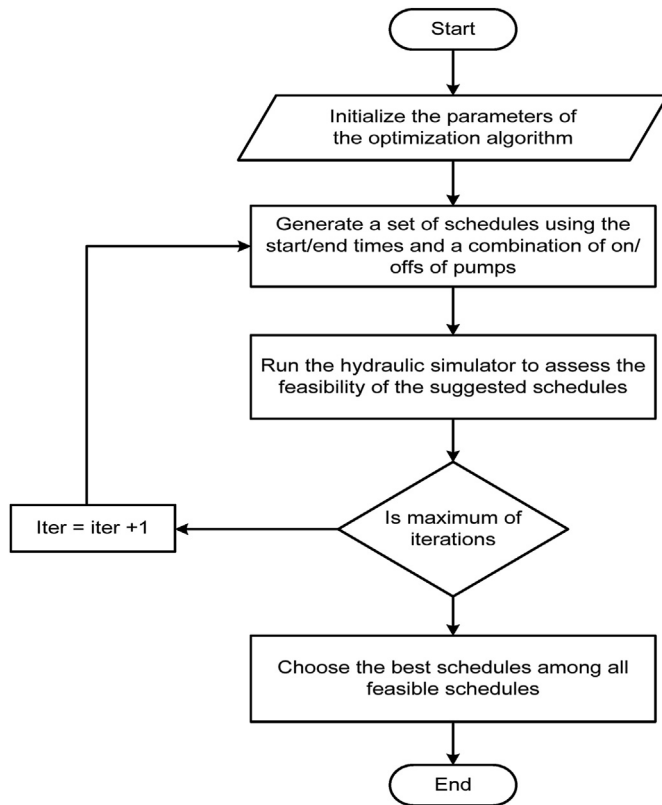 Start
Initialize the parameters of
the optimization algorithm
Generate a set of schedules using the
start/end times and a combination of on/
offs of pumps
Run the hydraulic simulator to assess the
feasibility of the suggested schedules
Is maximum of
iterations
Iter = iter +1
Choose the best schedules among all
feasible schedules
End